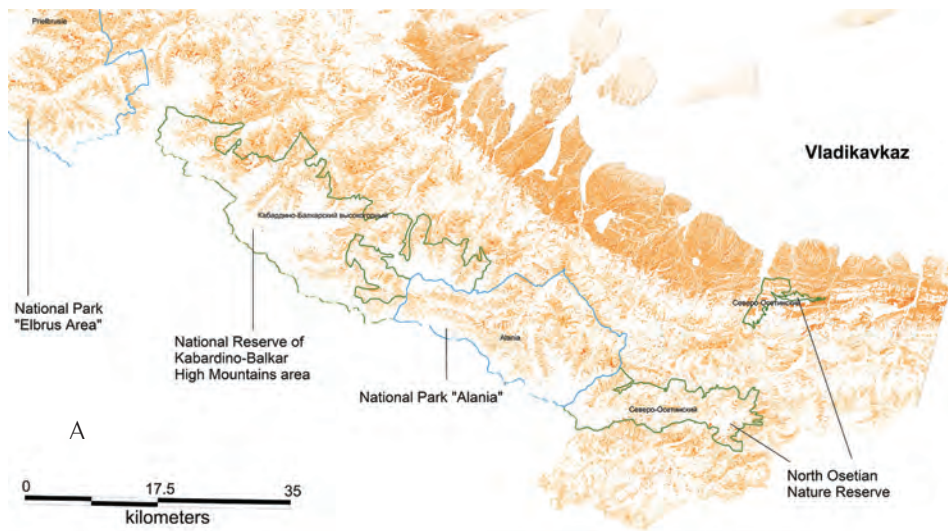 Prielbrusie
Vladikavkaz
Кабардино-Балкарский высокогорный
National Park
"Elbrus Area"
National Reserve of
Kabardino-Balkar
High Mountains area
Северо-Осетинский
Alania
National Park "Alania"
Северо-Осетинский
North Osetian
Nature Reserve
A
0 17.5 35
kilometers